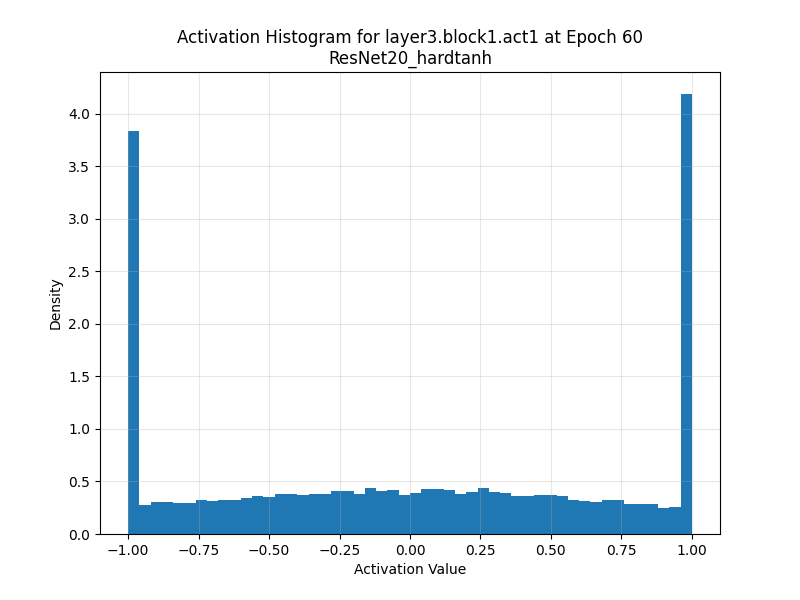 Activation Histogram for layer3.block1.act1 at Epoch 60
ResNet20_hardtanh
4.0
3.5
3.0
2.5
2.0
1.5
1.0
0.5
0.0
Density
−1.00 −0.75 −0.50 −0.25 0.00 0.25 0.50 0.75 1.00
Activation Value